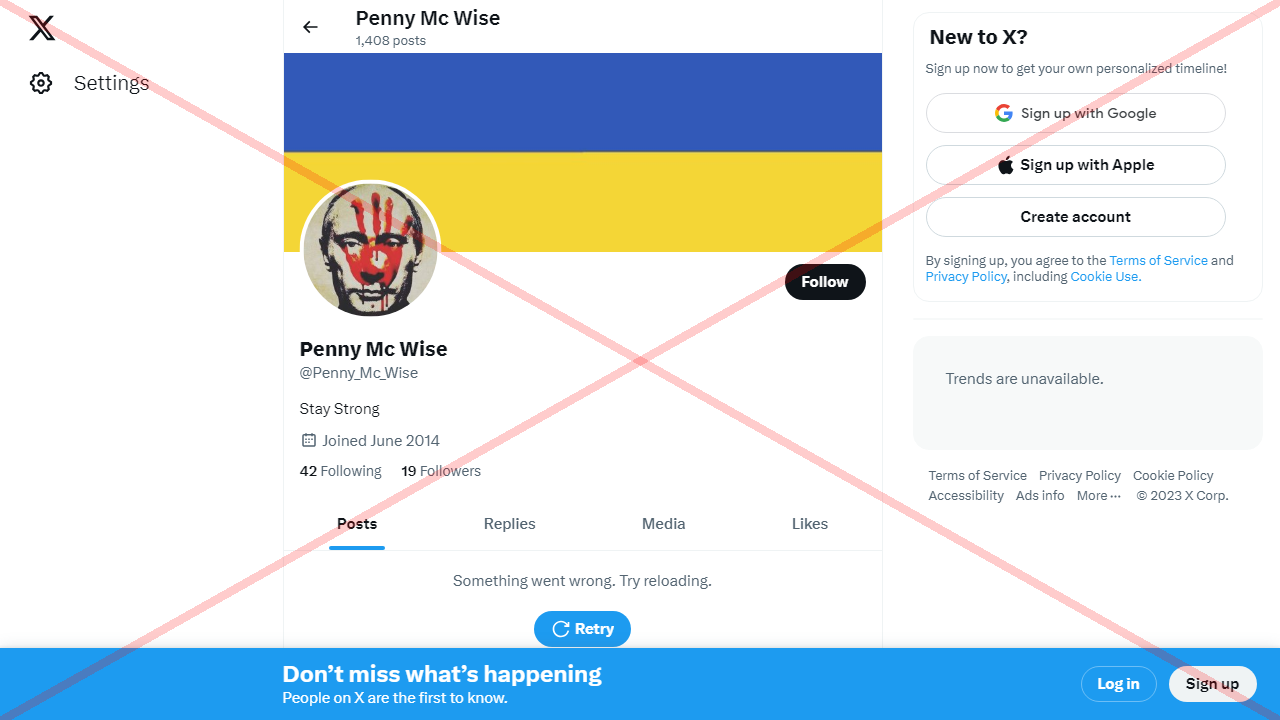 Settings
Penny Mc Wise
1,408 posts
Follow
Penny Mc Wise
@Penny_Mc_Wise
Stay Strong
Joined June 2014
42 Following 19 Followers
Posts Replies Media Likes
Something went wrong. Try reloading.
Retry
New to X?
Sign up now to get your own personalized timeline!
Sign up with Google
Sign up with Apple
Create account
By signing up, you agree to the Terms of Service and
Privacy Policy, including Cookie Use.
Trends are unavailable.
Terms of Service Privacy Policy Cookie Policy
Accessibility Ads info More ··· © 2023 X Corp.
Don’t miss what’s happening
People on X are the first to know.
Log in Sign up